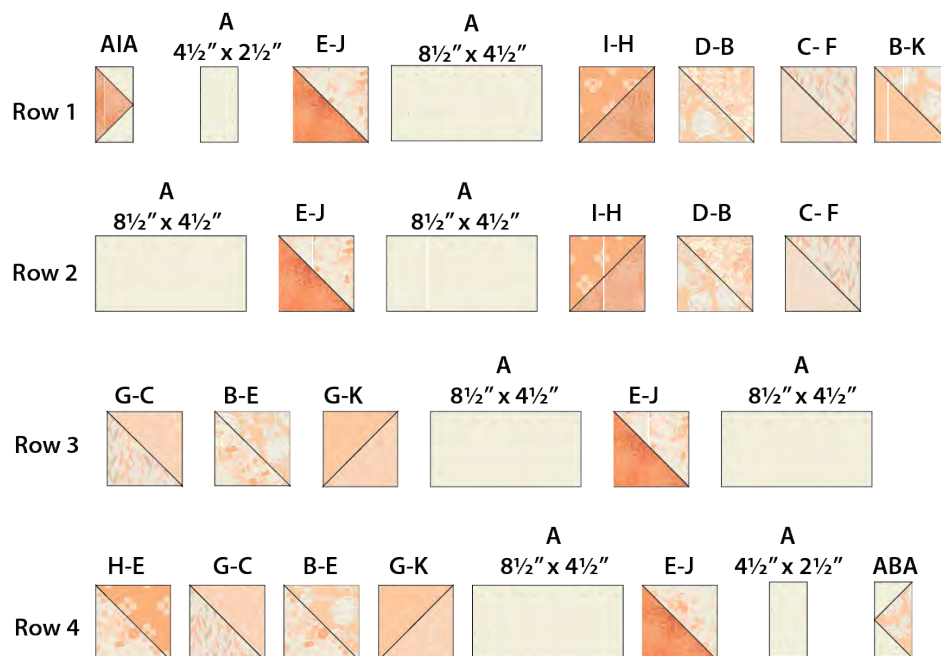 A
AIA
4½” x 2½”
E-J
A
8½” x 4½”
I-H
D-B
C- F
B-K
Row 1
A
8½” x 4½”
E-J
A
8½” x 4½”
I-H
D-B
C- F
Row 2
G-C
B-E
G-K
A
8½” x 4½”
E-J
A
8½” x 4½”
Row 3
H-E
G-C
B-E
G-K
A
8½” x 4½”
E-J
A
4½” x 2½”
ABA
Row 4